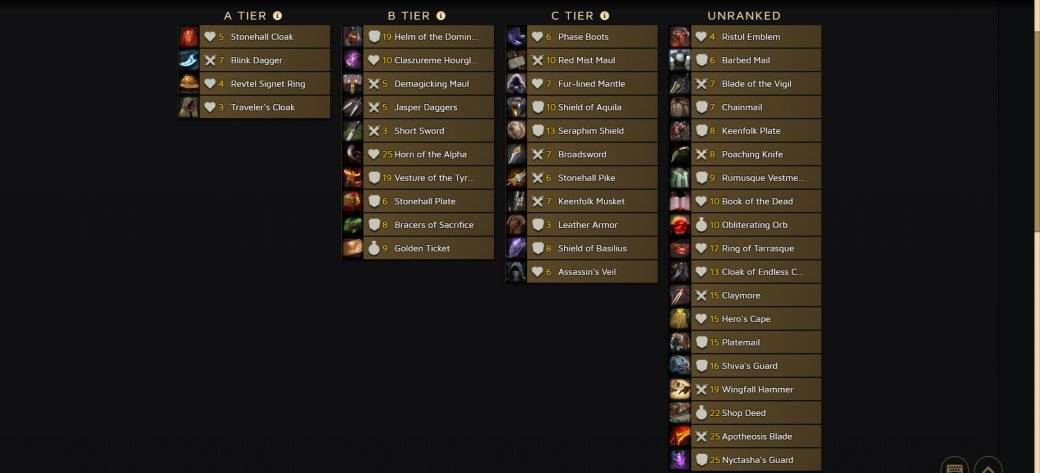 A TIER
5 Stonehall Cloak
7 Blink Dagger
4 Revtel Signet Ring
3 Traveler's Cloak
B TIER
19 Helm of the Domin...
10 Claszureme Hourgl...
5 Demagicking Maul
5 Jasper Daggers
3 Short Sword
25 Horn of the Alpha
19 Vesture of the Tyr...
6 Stonehall Plate
8 Bracers of Sacrifice
9 Golden Ticket
C TIER
6 Phase Boots
10 Red Mist Maul
7 Fur-lined Mantle
10 Shield of Aquila
13 Seraphim Shield
7 Broadsword
6 Stonehall Pike
7 Keenfolk Musket
3 Leather Armor
8 Shield of Basilius
6 Assassin's Veil
UNRANKED
4 Ristul Emblem
6 Barbed Mail
7 Blade of the Vigil
7 Chainmail
8 Keenfolk Plate
8 Poaching Knife
9 Rumusque Vestme...
10 Book of the Dead
10 Obliterating Orb
12 Ring of Tarrasque
13 Cloak of Endless C...
15 Claymore
15 Hero's Cape
15 Platemail
16 Shiva's Guard
19 Wingfall Hammer
22 Shop Deed
25 Apotheosis Blade
25 Nyctasha's Guard